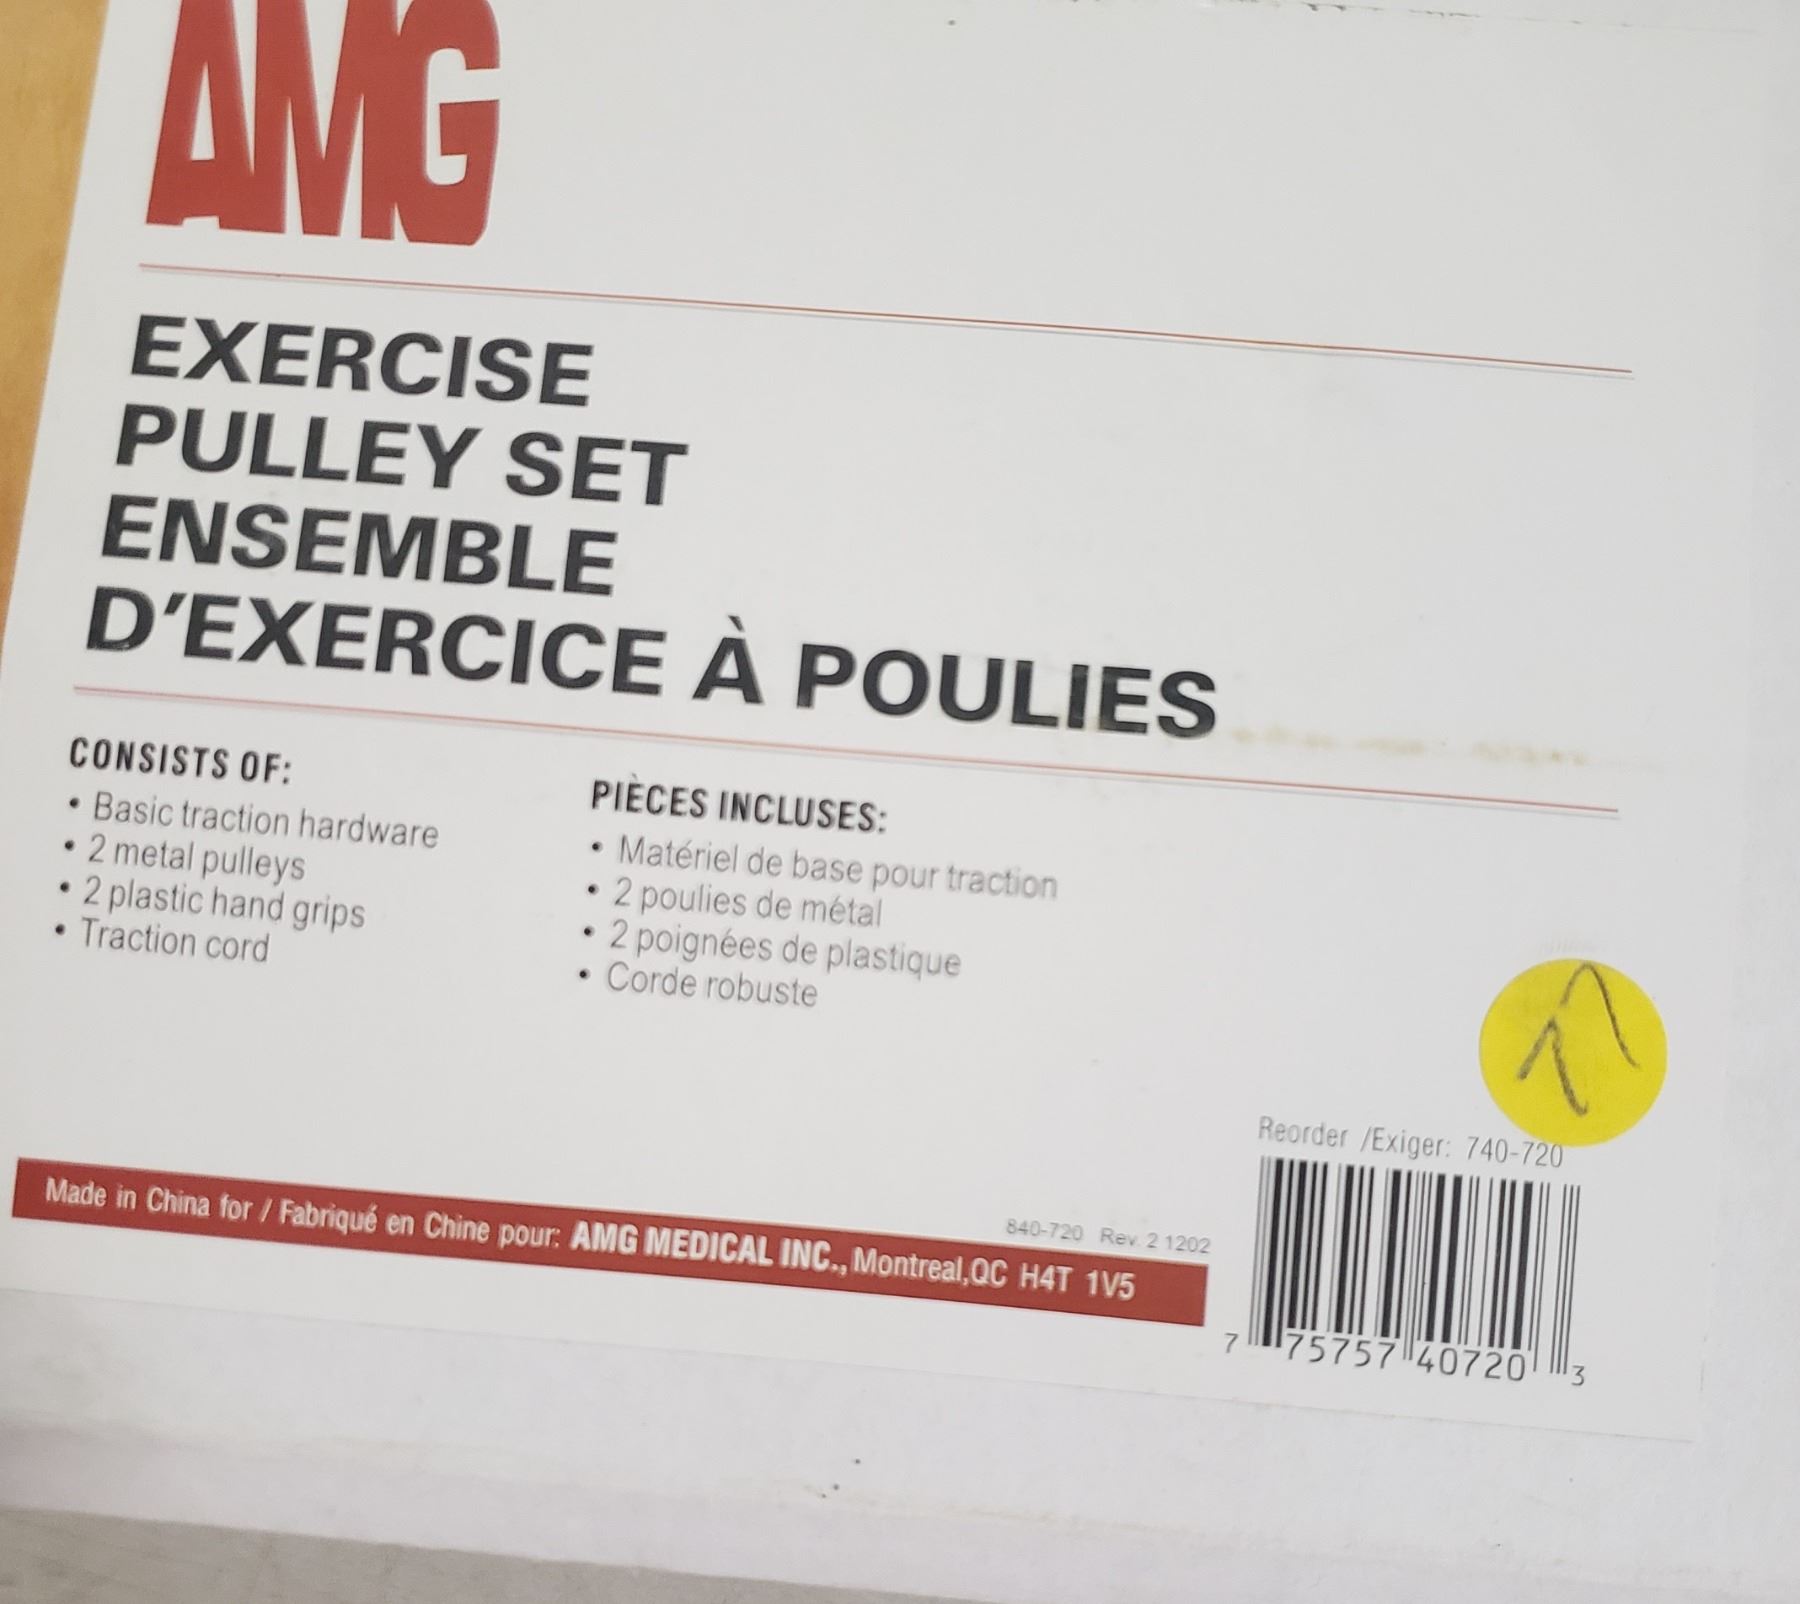 AMG
EXERCISE
PULLEY SET
ENSEMBLE
D'EXERCICE À POULIES
CONSISTS OF:
• Basic traction hardware
• 2 metal pulleys
• 2 plastic hand grips
• Traction cord
PIÈCES INCLUSES:
• Matériel de base pour traction
• 2 poulies de métal
• 2 poignées de plastique
• Corde robuste
Reorder /Exiger: 740-720
840-720 Rev. 2 1202
Made in China for / Fabriqué en Chine pour: AMG MEDICAL INC., Montreal,QC H4T 1V5
7 75757 40720 3